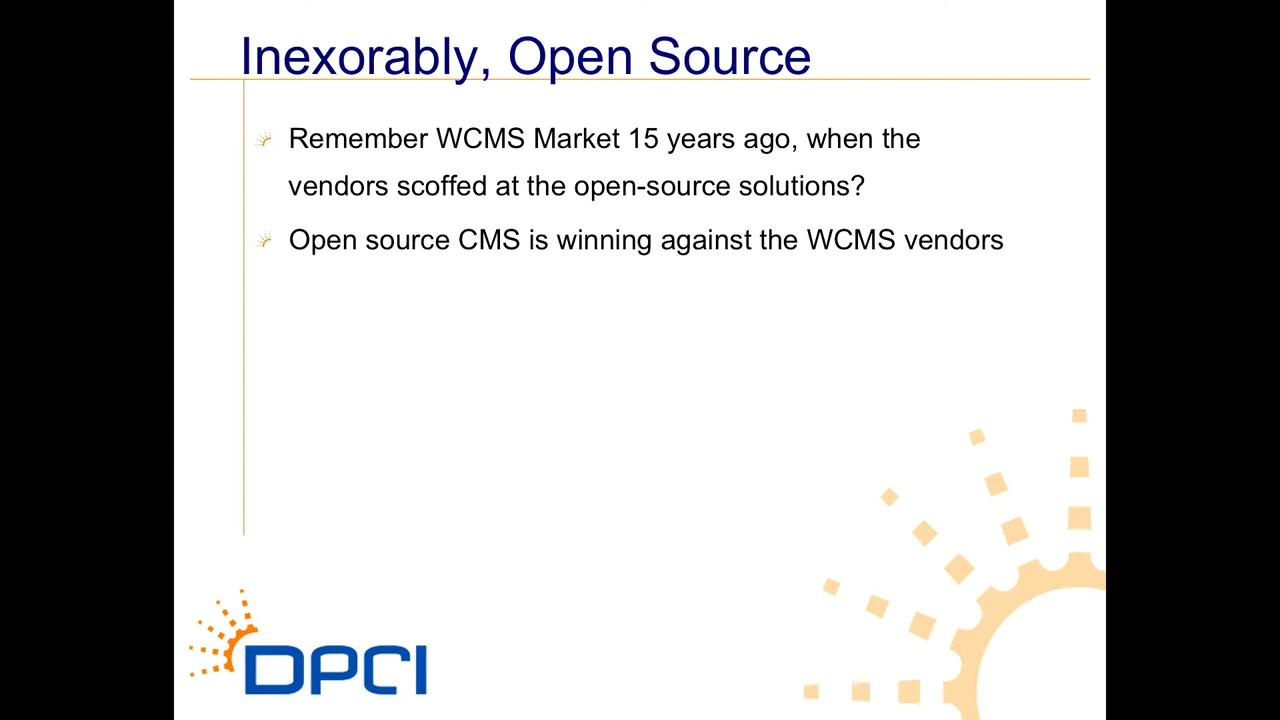 Inexorably, Open Source
Remember WCMS Market 15 years ago, when the
vendors scoffed at the open-source solutions?
Open source CMS is winning against the WCMS vendors
DPCI